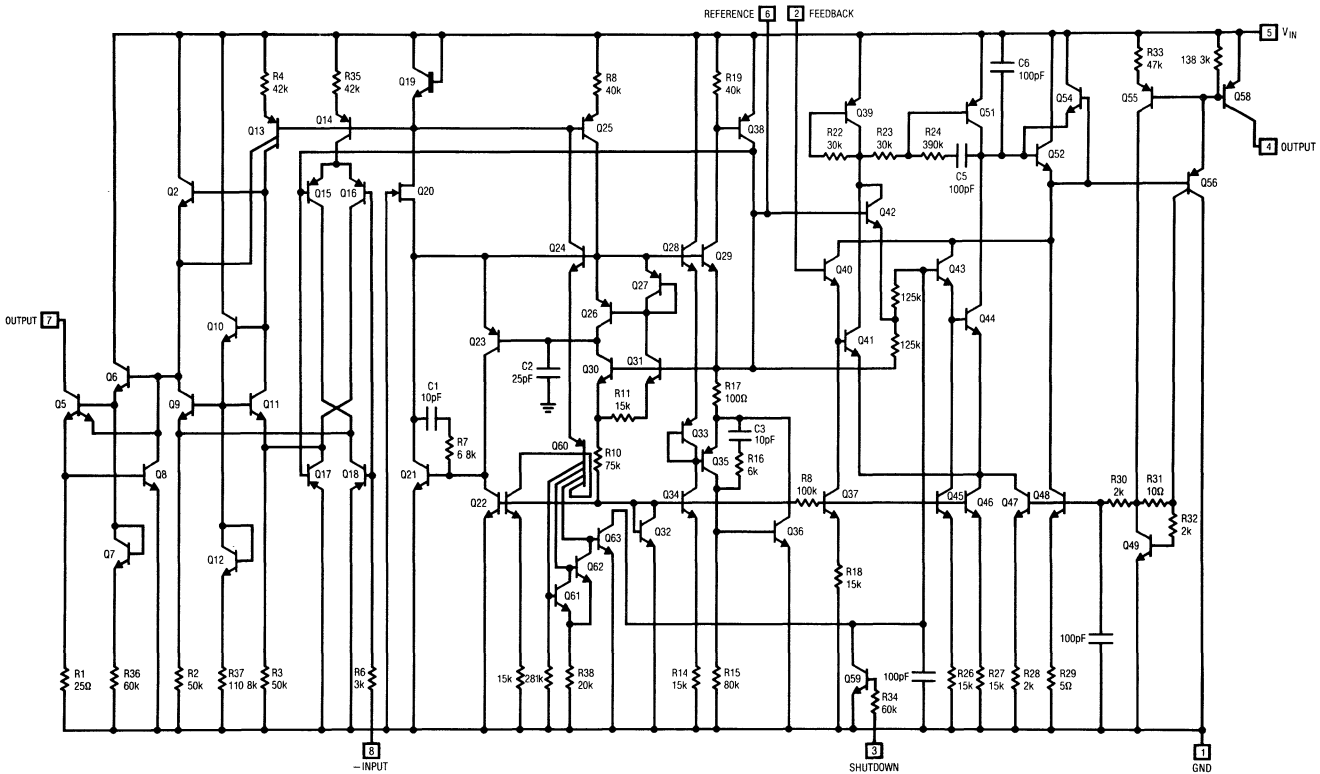 REFERENCE 6 2 FEEDBACK
5 VIN
R4
42k
R35
42k
Q19
R8
40k
R19
40k
C6
100pF
R33
47k
138 3k
Q13
Q14
Q25
Q38
Q39
Q51
Q54
Q55
Q58
R22
30k
R23
30k
R24
390k
C5
100pF
Q52
4 OUTPUT
Q2
Q15
Q16
Q20
Q42
Q56
Q24
Q28
Q29
Q27
Q40
Q43
125k
OUTPUT 7
Q10
Q26
Q44
Q23
Q41
125k
C2
25pF
Q30
Q31
Q6
Q5
Q9
Q11
C1
10pF
R11
15k
R17
100Ω
R7
6 8k
Q33
C3
10pF
Q60
R10
75k
Q35
R16
6k
Q8
Q17
Q18
Q21
Q22
Q34
R8
100k
Q37
Q45
Q46
Q47
Q48
R30
2k
R31
10Ω
R32
2k
Q7
Q12
Q63
Q32
Q36
Q49
Q62
Q61
R18
15k
100pF
R1
25Ω
R36
60k
R2
50k
R37
110 8k
R3
50k
R6
3k
15k
281k
R38
20k
R14
15k
R15
80k
Q59
R34
60k
100pF
R26
15k
R27
15k
R28
2k
R29
5Ω
8
–INPUT
3
SHUTDOWN
1
GND